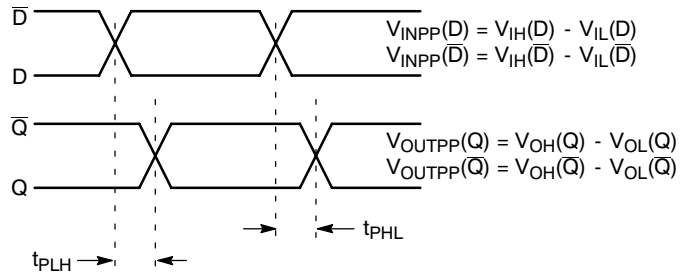 D̅
V_INPP(D) = V_IH(D) - V_IL(D)
V_INPP(D̅) = V_IH(D̅) - V_IL(D̅)
D
Q̅
V_OUTPP(Q) = V_OH(Q) - V_OL(Q)
V_OUTPP(Q̅) = V_OH(Q̅) - V_OL(Q̅)
Q
t_PHL
t_PLH